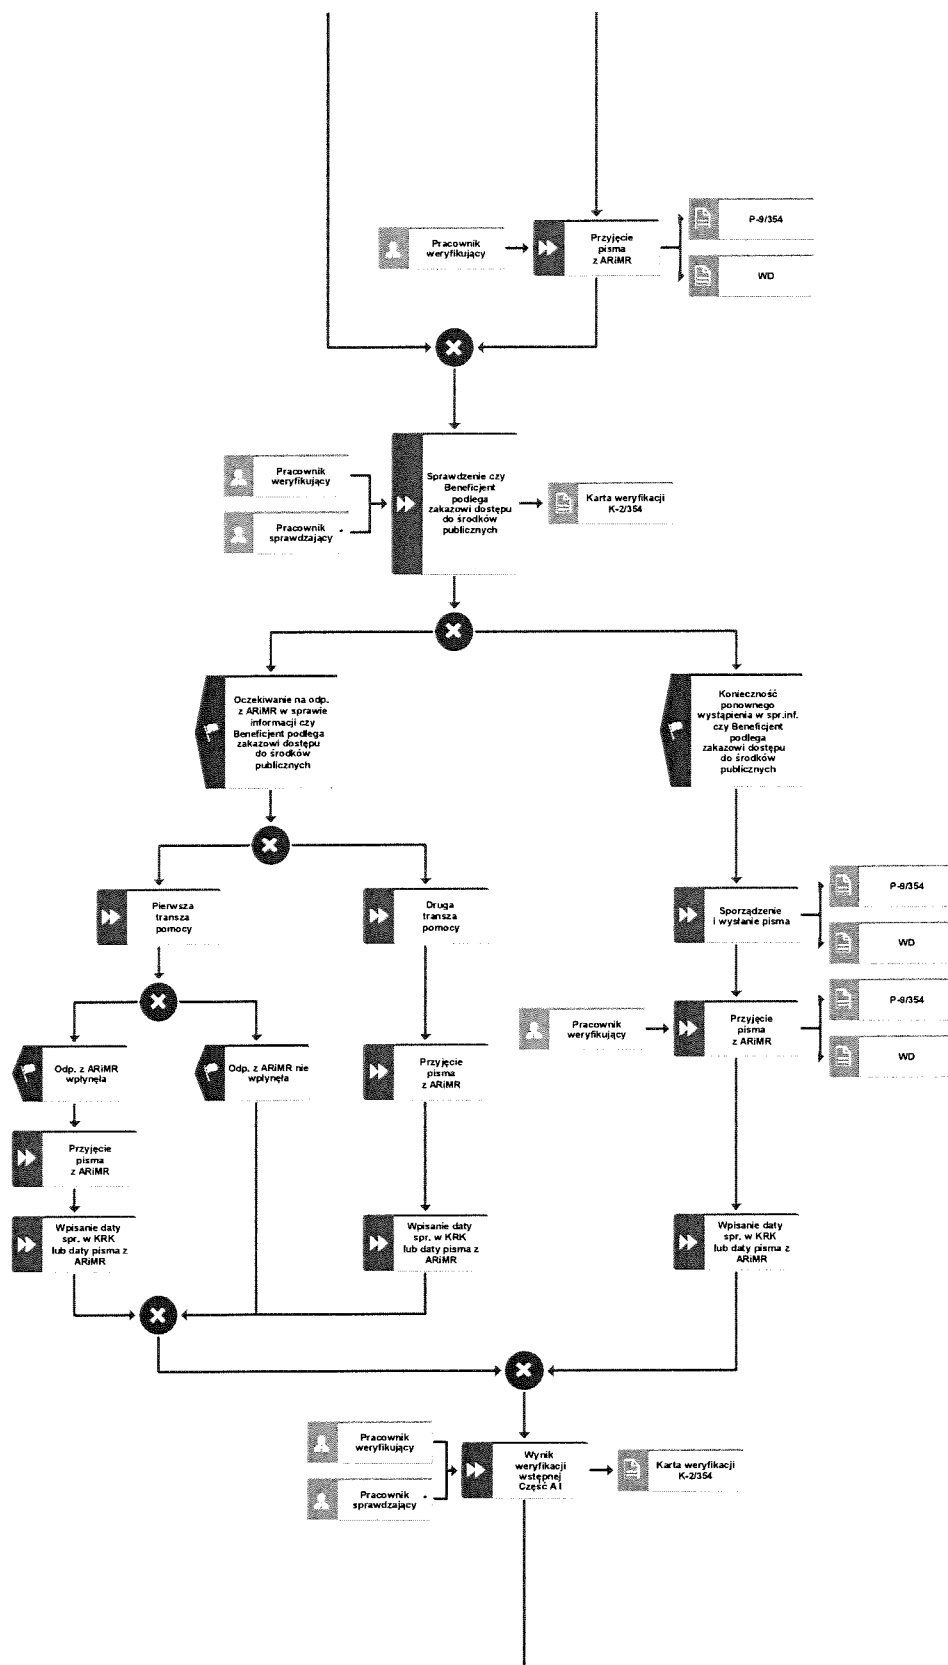 P-9/354
Pracownik
weryfikujący
Przyjęcie
pisma
z ARiMR
WD
Pracownik
weryfikujący
Pracownik
sprawdzający
Sprawdzenie czy
Beneficjent
podlega
zakazowi dostępu
do środków
publicznych
Karta weryfikacji
K-2/354
Oczekiwanie na odp.
z ARiMR w sprawie
informacji czy
Beneficjent podlega
zakazowi dostępu
do środków
publicznych
Konieczność
ponownego
wystąpienia w spr.inf.
czy Beneficjent
podlega
zakazowi dostępu
do środków
publicznych
Pierwsza
transza
pomocy
Druga
transza
pomocy
Sporządzenie
i wysłanie pisma
P-8/354
WD
Pracownik
weryfikujący
Przyjęcie
pisma
z ARiMR
P-9/354
WD
Odp. z ARiMR
wpłynęła
Odp. z ARiMR nie
wpłynęła
Przyjęcie
pisma
z ARiMR
Przyjęcie
pisma
z ARiMR
Wpisanie daty
spr. w KRK
lub daty pisma z
ARiMR
Wpisanie daty
spr. w KRK
lub daty pisma z
ARiMR
Wpisanie daty
spr. w KRK
lub daty pisma z
ARiMR
Pracownik
weryfikujący
Pracownik
sprawdzający
Wynik
weryfikacji
wstępnej
Część A I
Karta weryfikacji
K-2/354